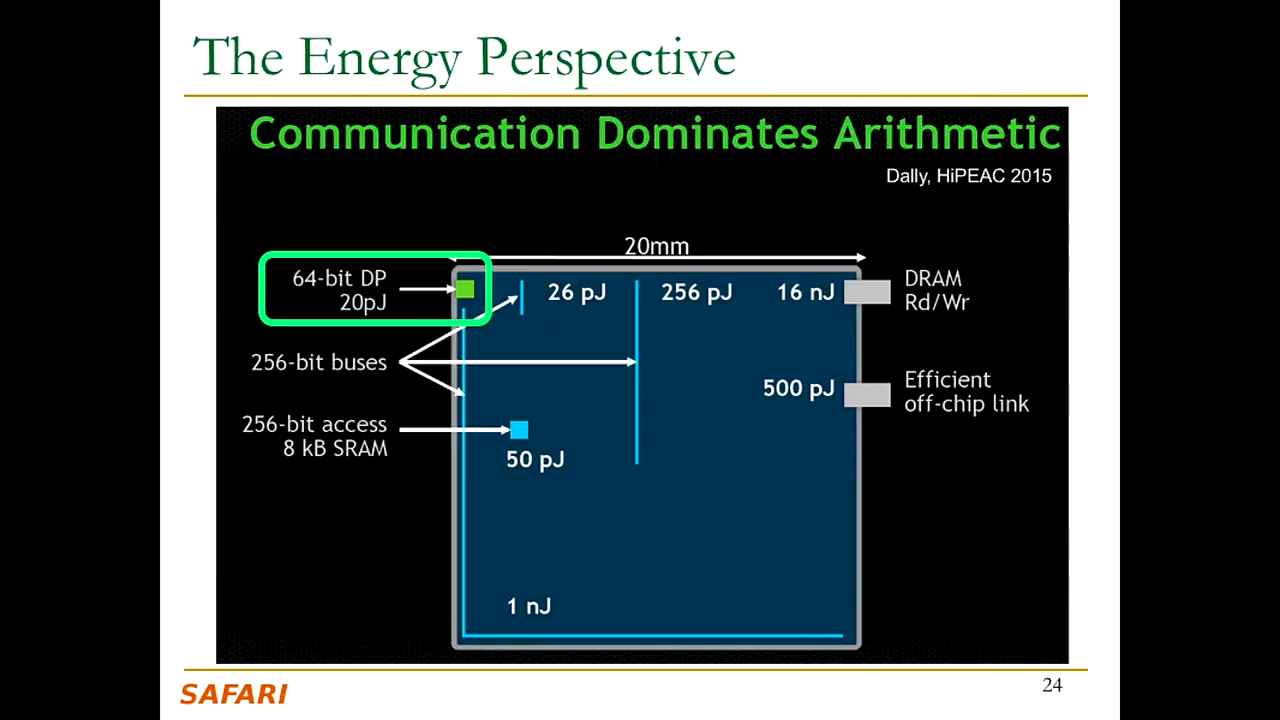 The Energy Perspective
Communication Dominates Arithmetic
Dally, HiPEAC 2015
20mm
64-bit DP
20pJ
26 pJ
256 pJ
16 nJ
DRAM
Rd/Wr
256-bit buses
500 pJ
Efficient
off-chip link
256-bit access
8 kB SRAM
50 pJ
1 nJ
SAFARI
24